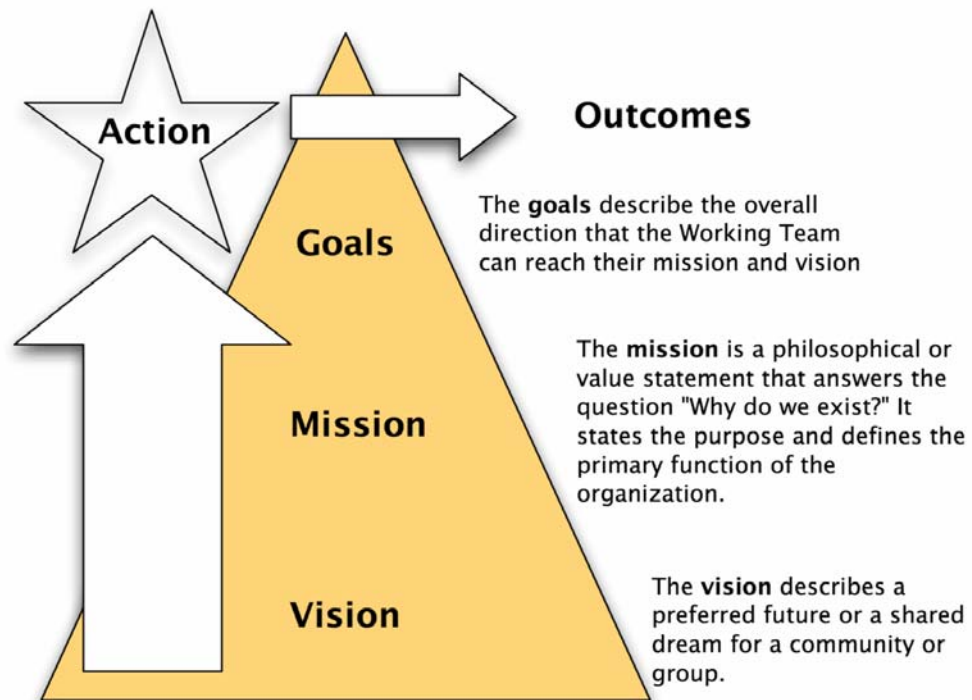 Action
Outcomes
Goals
The goals describe the overall
direction that the Working Team
can reach their mission and vision
Mission
The mission is a philosophical or
value statement that answers the
question "Why do we exist?" It
states the purpose and defines the
primary function of the
organization.
Vision
The vision describes a
preferred future or a shared
dream for a community or
group.